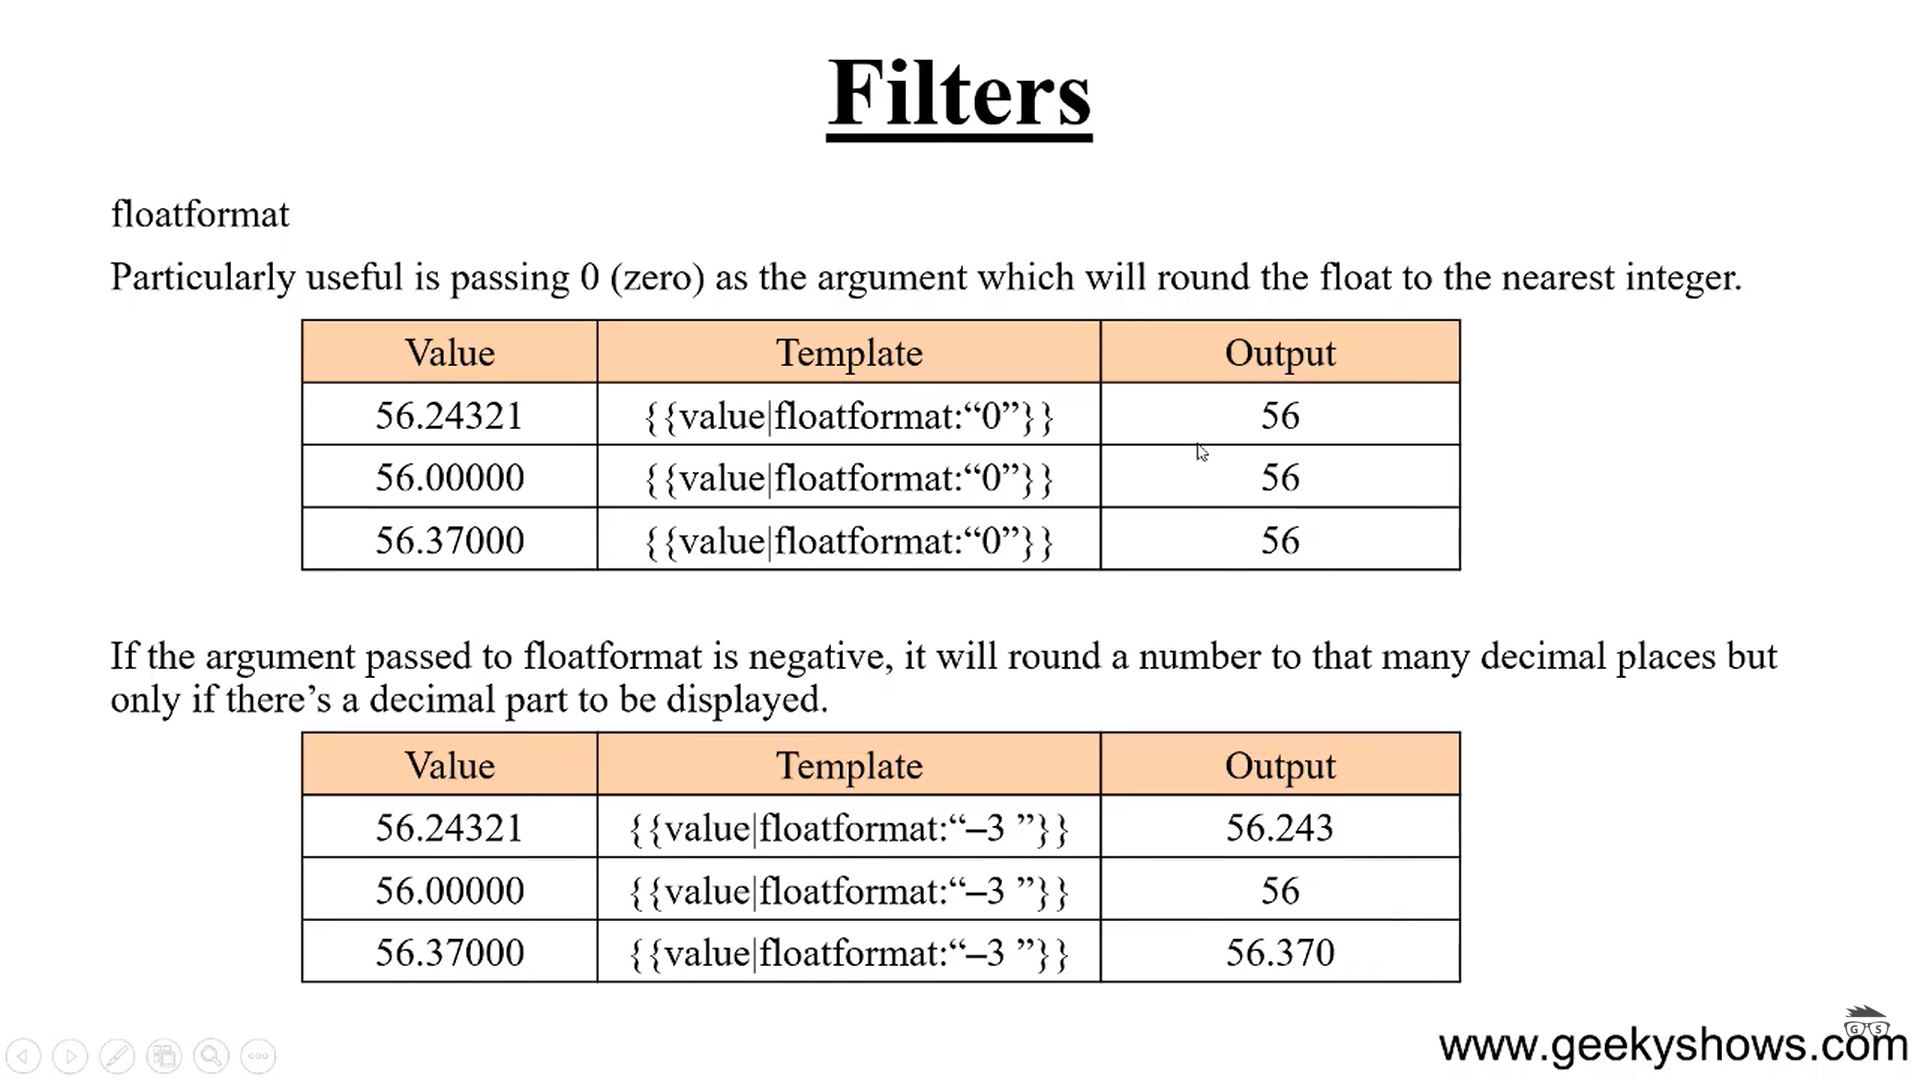 Filters
floatformat
Particularly useful is passing 0 (zero) as the argument which will round the float to the nearest integer.
Value Template Output
56.24321 {{value|floatformat:“0”}} 56
56.00000 {{value|floatformat:“0”}} 56
56.37000 {{value|floatformat:“0”}} 56
If the argument passed to floatformat is negative, it will round a number to that many decimal places but
only if there’s a decimal part to be displayed.
Value Template Output
56.24321 {{value|floatformat:“–3 ”}} 56.243
56.00000 {{value|floatformat:“–3 ”}} 56
56.37000 {{value|floatformat:“–3 ”}} 56.370
G S
www.geekyshows.com